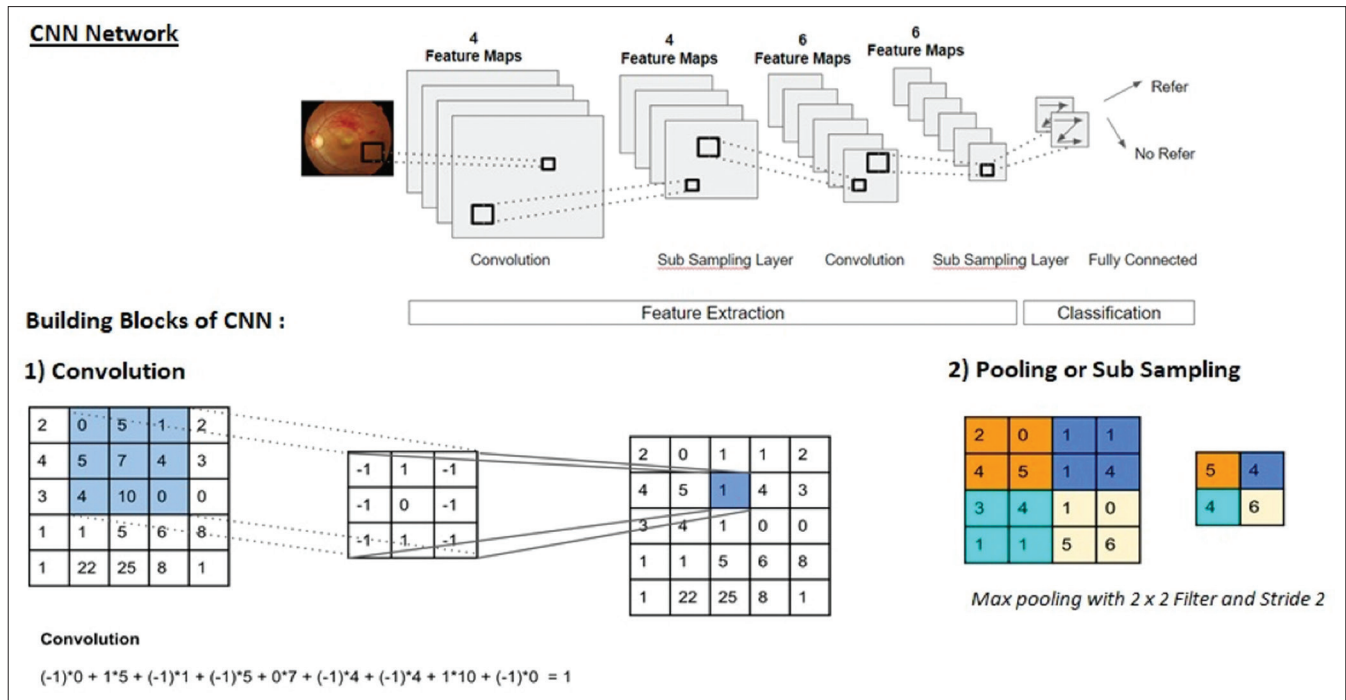 CNN Network
4
Feature Maps
4
Feature Maps
6
Feature Maps
6
Feature Maps
Refer
No Refer
Convolution
Sub Sampling Layer
Convolution
Sub Sampling Layer
Fully Connected
Feature Extraction
Classification
Building Blocks of CNN :
1) Convolution
2 0 5 1 2
4 5 7 4 3
3 4 10 0 0
1 1 5 6 8
1 22 25 8 1
-1 1 -1
-1 0 -1
-1 1 -1
2 0 1 1 2
4 5 1 4 3
3 4 1 0 0
1 1 5 6 8
1 22 25 8 1
Convolution
(-1)*0 + 1*5 + (-1)*1 + (-1)*5 + 0*7 + (-1)*4 + (-1)*4 + 1*10 + (-1)*0 = 1
2) Pooling or Sub Sampling
2 0 1 1
4 5 1 4
3 4 1 0
1 1 5 6
5 4
4 6
Max pooling with 2 x 2 Filter and Stride 2